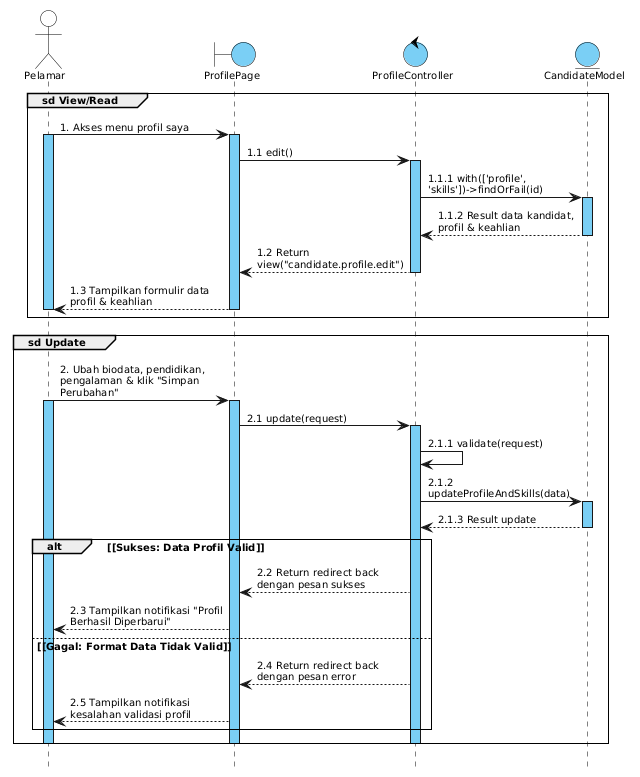 Pelamar
ProfilePage
ProfileController
CandidateModel
sd View/Read
1. Akses menu profil saya
1.1 edit()
1.1.1 with(['profile',
'skills'])->findOrFail(id)
1.1.2 Result data kandidat,
profil & keahlian
1.2 Return
view("candidate.profile.edit")
1.3 Tampilkan formulir data
profil & keahlian
sd Update
2. Ubah biodata, pendidikan,
pengalaman & klik "Simpan
Perubahan"
2.1 update(request)
2.1.1 validate(request)
2.1.2
updateProfileAndSkills(data)
2.1.3 Result update
alt
[[Sukses: Data Profil Valid]]
2.2 Return redirect back
dengan pesan sukses
2.3 Tampilkan notifikasi "Profil
Berhasil Diperbarui"
[[Gagal: Format Data Tidak Valid]]
2.4 Return redirect back
dengan pesan error
2.5 Tampilkan notifikasi
kesalahan validasi profil